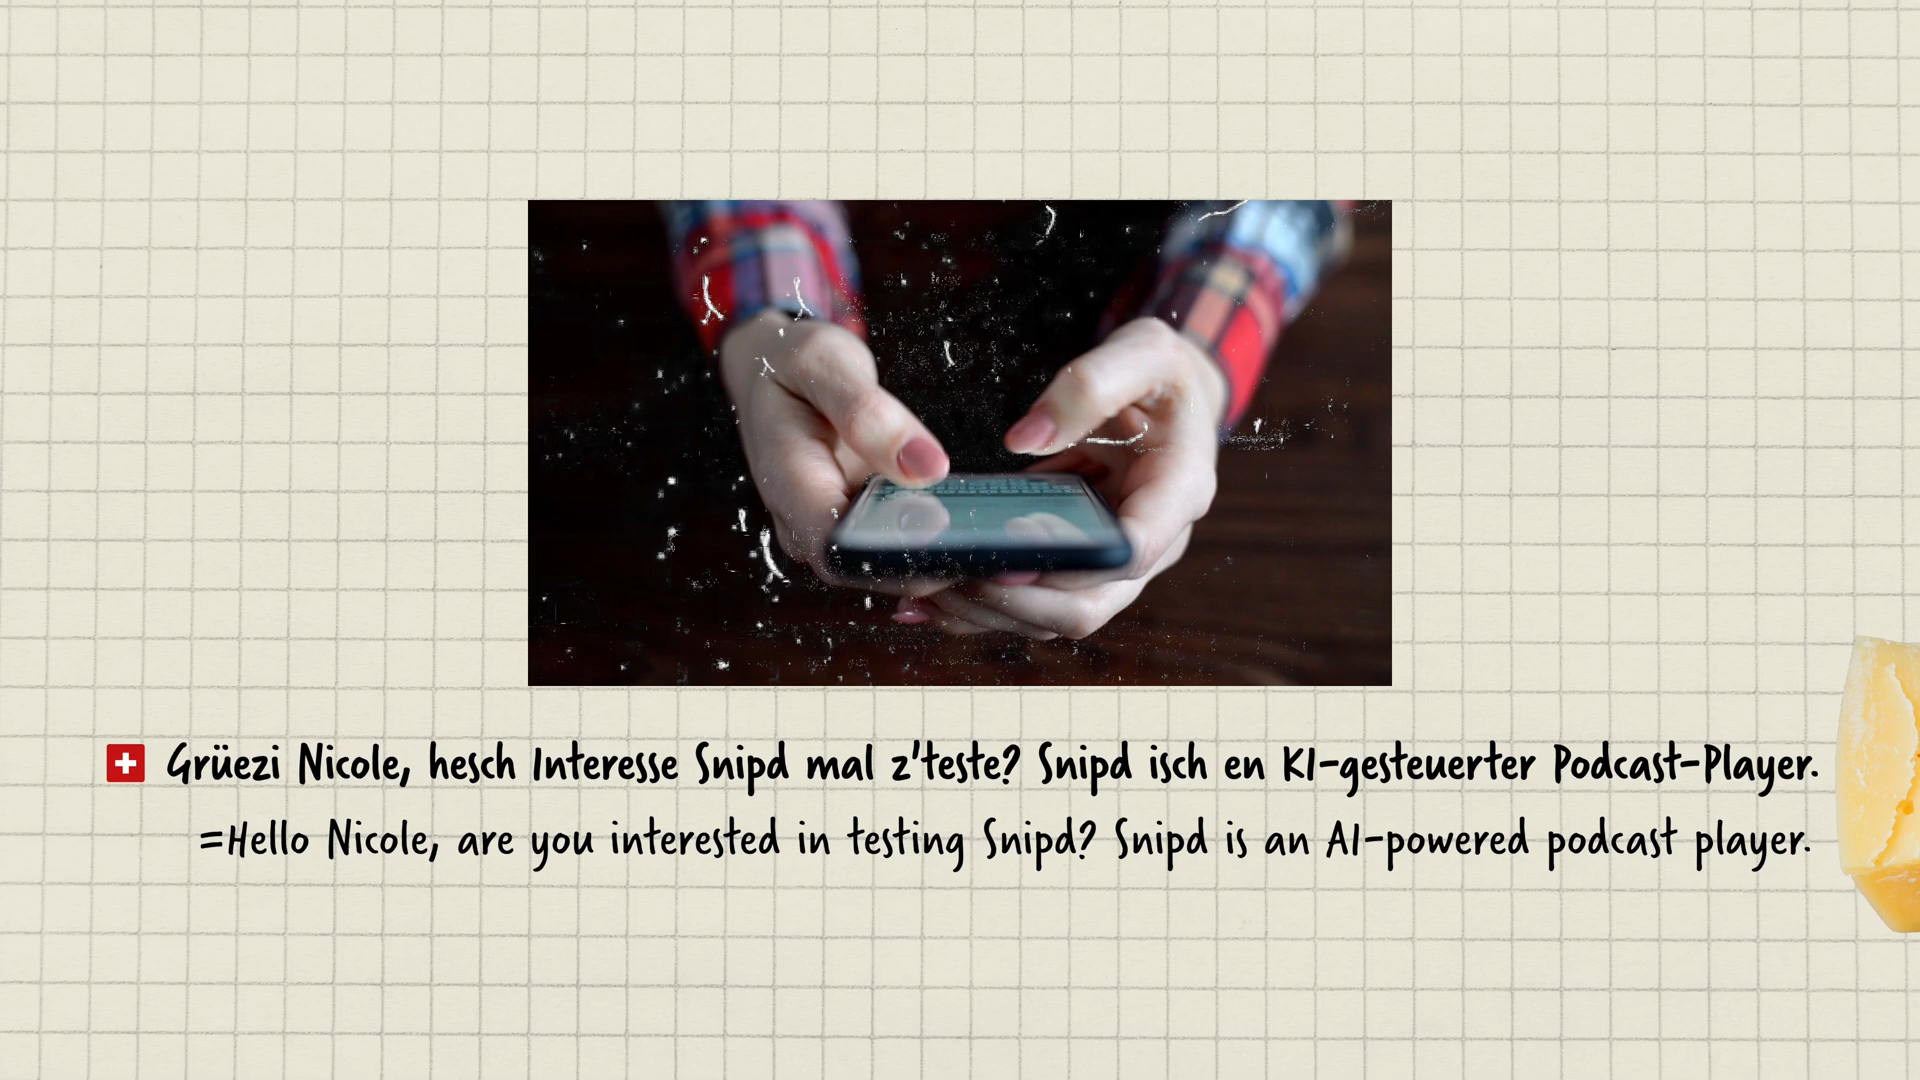 Grüezi Nicole, hesch Interesse Snipd mal z'teste? Snipd isch en KI-gesteuerter Podcast-Player.
=Hello Nicole, are you interested in testing Snipd? Snipd is an AI-powered podcast player.